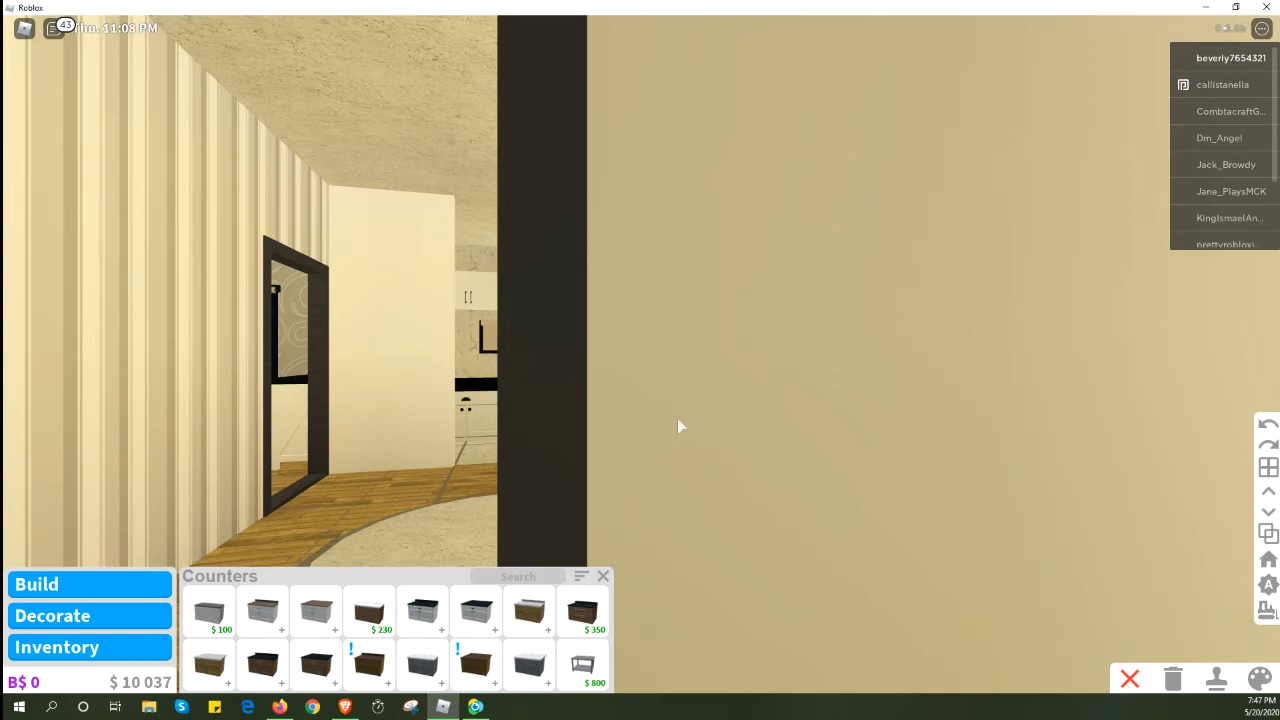 Roblox
43
Thu. 11:08 PM
beverly7654321
callistanella
CombtacraftG...
Dm_Angel
Jack_Browdy
Jane_PlaysMCK
KingIsmaelAn...
prettyrobloxi...
Build
Decorate
Inventory
B$ 0
$ 10 037
Counters
Search
$ 100
+
+
$ 230
+
+
+
$ 350
+
+
+
!
+
+
!
+
+
$ 800
7:47 PM
5/20/2020